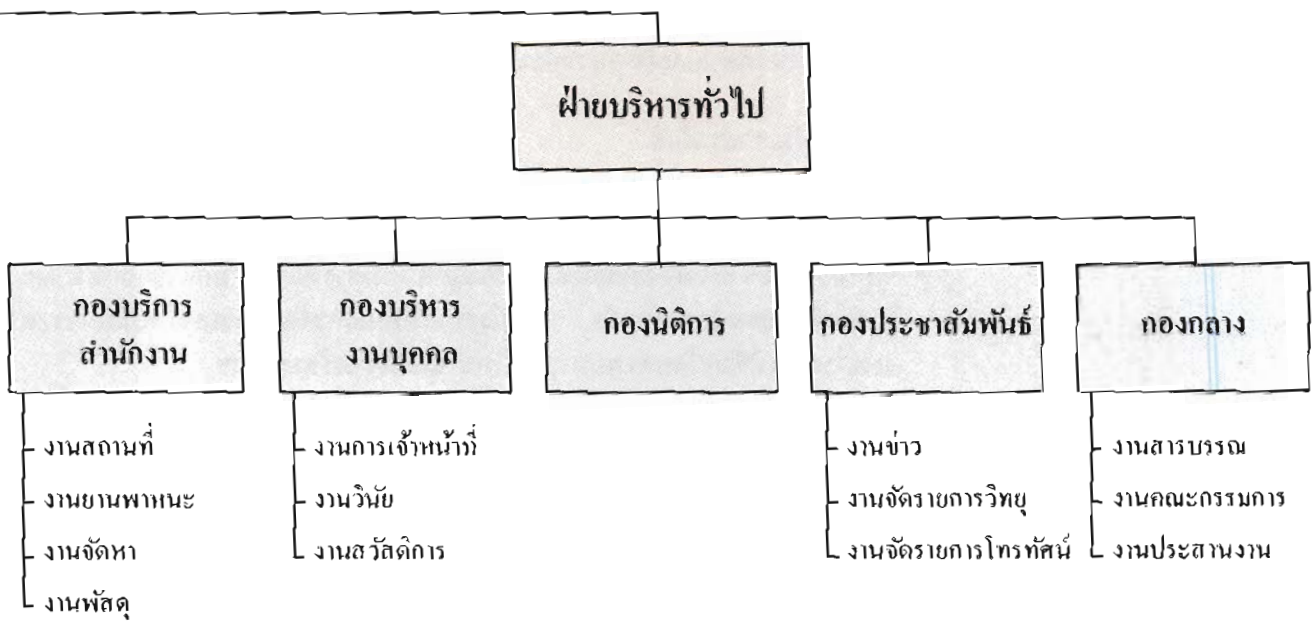 ฝ่ายบริหารทั่วไป
กองบริการ
สำนักงาน
งานสถานที่
งานยานพาหนะ
งานจัดหา
งานพัสดุ
กองบริหาร
งานบุคคล
งานการเจ้าหน้าที่
งานวินัย
งานสวัสดิการ
กองนิติการ
กองประชาสัมพันธ์
งานข่าว
งานจัดรายการวิทยุ
งานจัดรายการโทรทัศน์
กองกลาง
งานสารบรรณ
งานคณะกรรมการ
งานประสานงาน